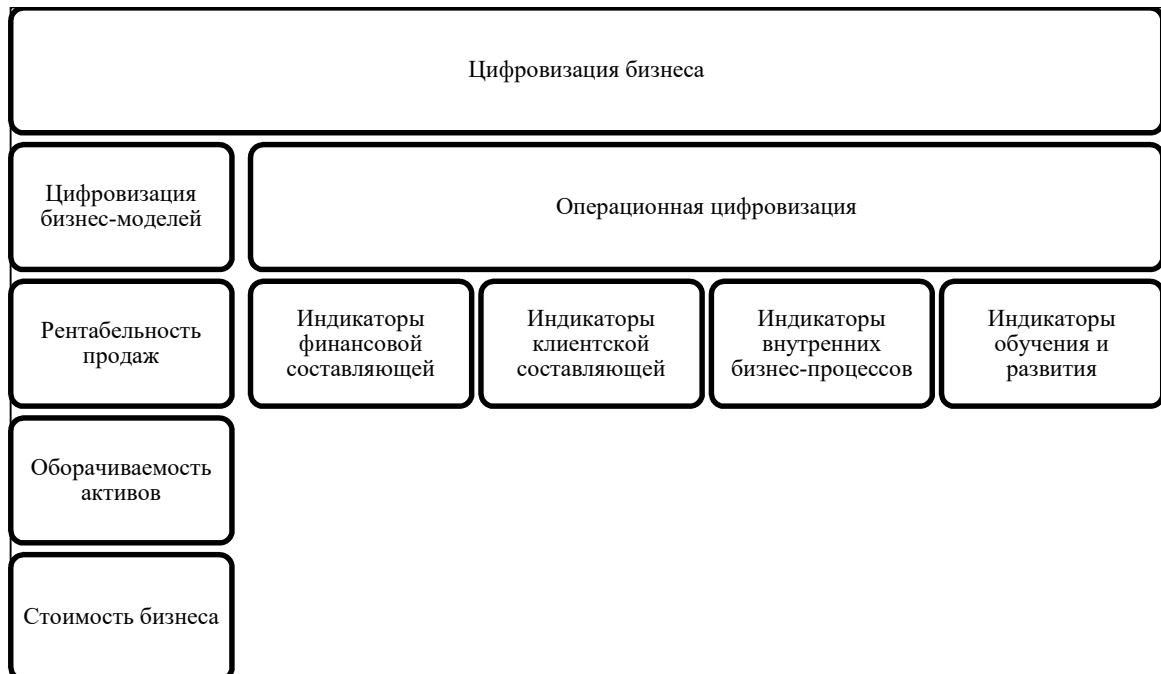 Цифровизация бизнеса
Цифровизация
бизнес-моделей
Операционная цифровизация
Рентабельность
продаж
Индикаторы
финансовой
составляющей
Индикаторы
клиентской
составляющей
Индикаторы
внутренних
бизнес-процессов
Индикаторы
обучения и
развития
Оборачиваемость
активов
Стоимость бизнеса